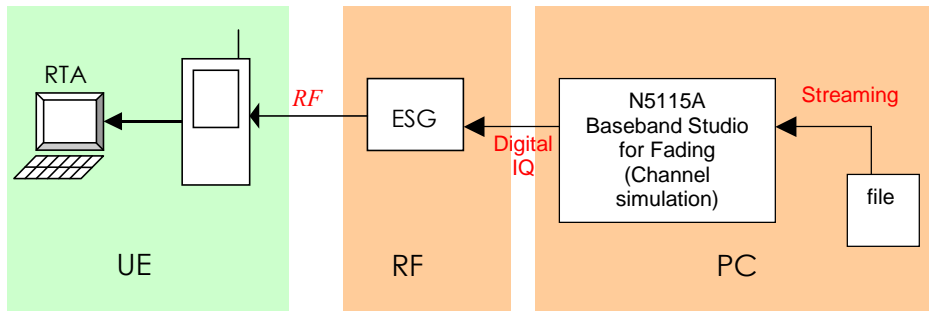 RTA
RF
ESG
Digital
IQ
N5115A
Baseband Studio
for Fading
(Channel
simulation)
Streaming
file
UE
RF
PC